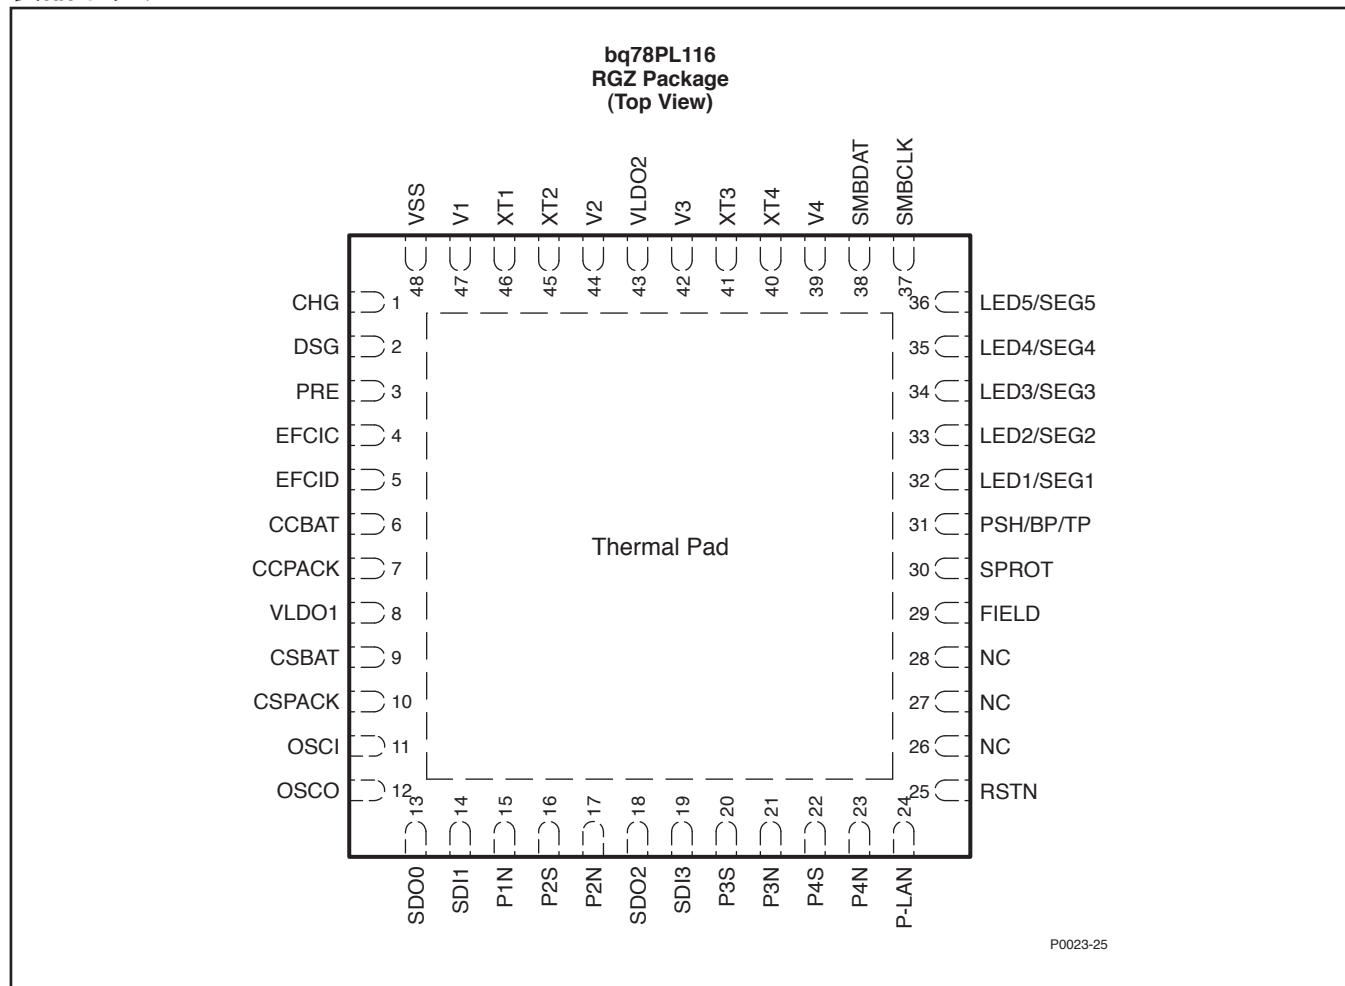 bq78PL116
RGZ Package
(Top View)
VSS
V1
XT1
XT2
V2
VLDO2
V3
XT3
XT4
V4
SMBDAT
SMBCLK
48
47
46
45
44
43
42
41
40
39
38
37
CHG 1
DSG 2
PRE 3
EFCIC 4
EFCID 5
CCBAT 6
CCPACK 7
VLDO1 8
CSBAT 9
CSPACK 10
OSCI 11
OSCO 12
Thermal Pad
36 LED5/SEG5
35 LED4/SEG4
34 LED3/SEG3
33 LED2/SEG2
32 LED1/SEG1
31 PSH/BP/TP
30 SPROT
29 FIELD
28 NC
27 NC
26 NC
25 RSTN
13
14
15
16
17
18
19
20
21
22
23
24
SDO0
SDI1
P1N
P2S
P2N
SDO2
SDI3
P3S
P3N
P4S
P4N
P-LAN
P0023-25